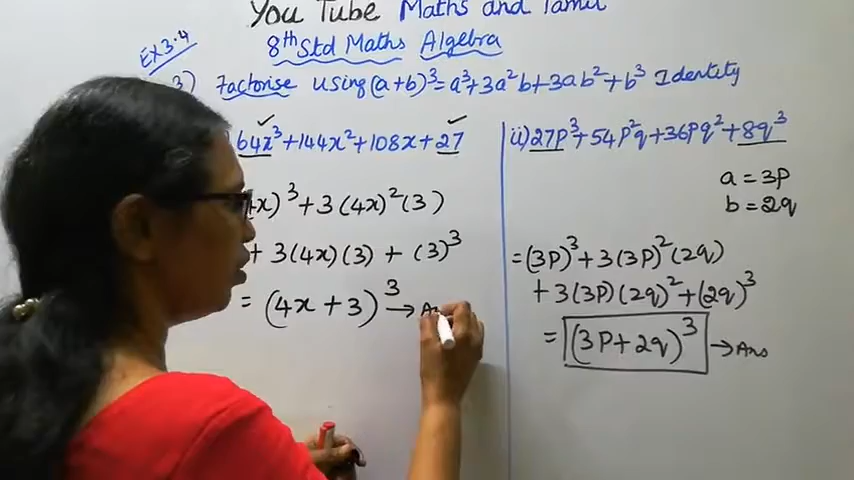 You Tube Maths and Tamil
8th Std Maths Algebra
EX 3.4
3) Factorise using (a+b)³ = a³+3a²b+3ab²+b³ Identity
64x³+144x²+108x+27
x)³+3(4x)²(3)
+ 3(4x)(3) + (3)³
= (4x+3)³ →
ii) 27p³+54p²q+36pq²+8q³
a = 3p
b = 2q
= (3p)³+3(3p)²(2q)
+3(3p)(2q)²+(2q)³
= (3p+2q)³ → Ans